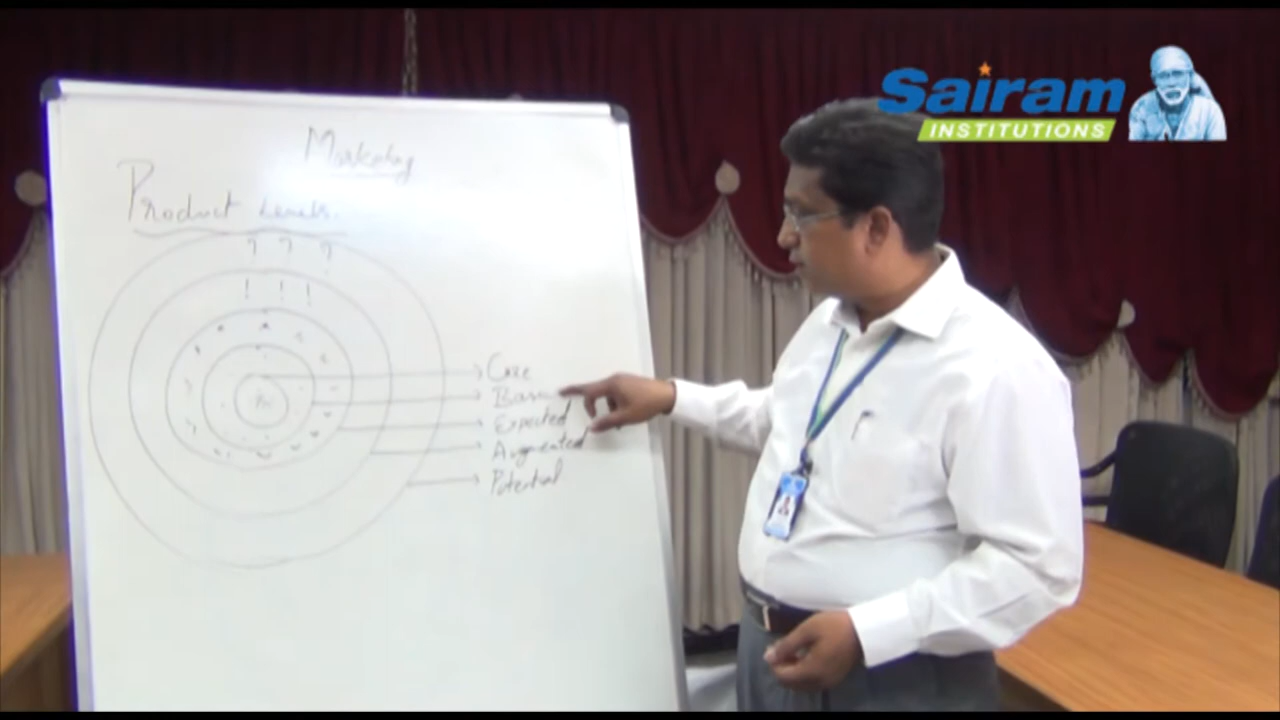 Sairam
INSTITUTIONS
Marketing
Product Levels.
? ? ?
! ! !
Core
Basic
Expected
Augmented
Potential